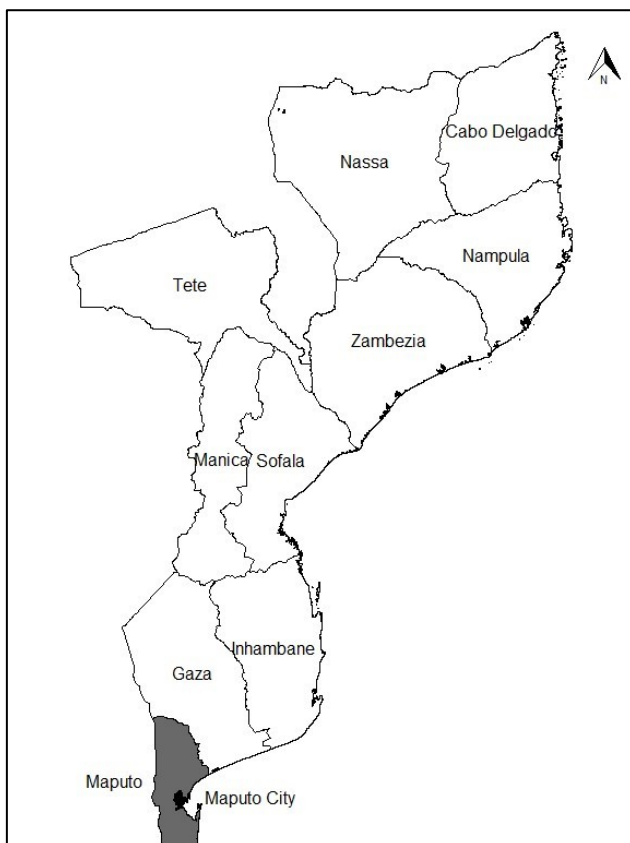 N
Cabo Delgado
Nassa
Nampula
Tete
Zambezia
Manica
Sofala
Inhambane
Gaza
Maputo
Maputo City